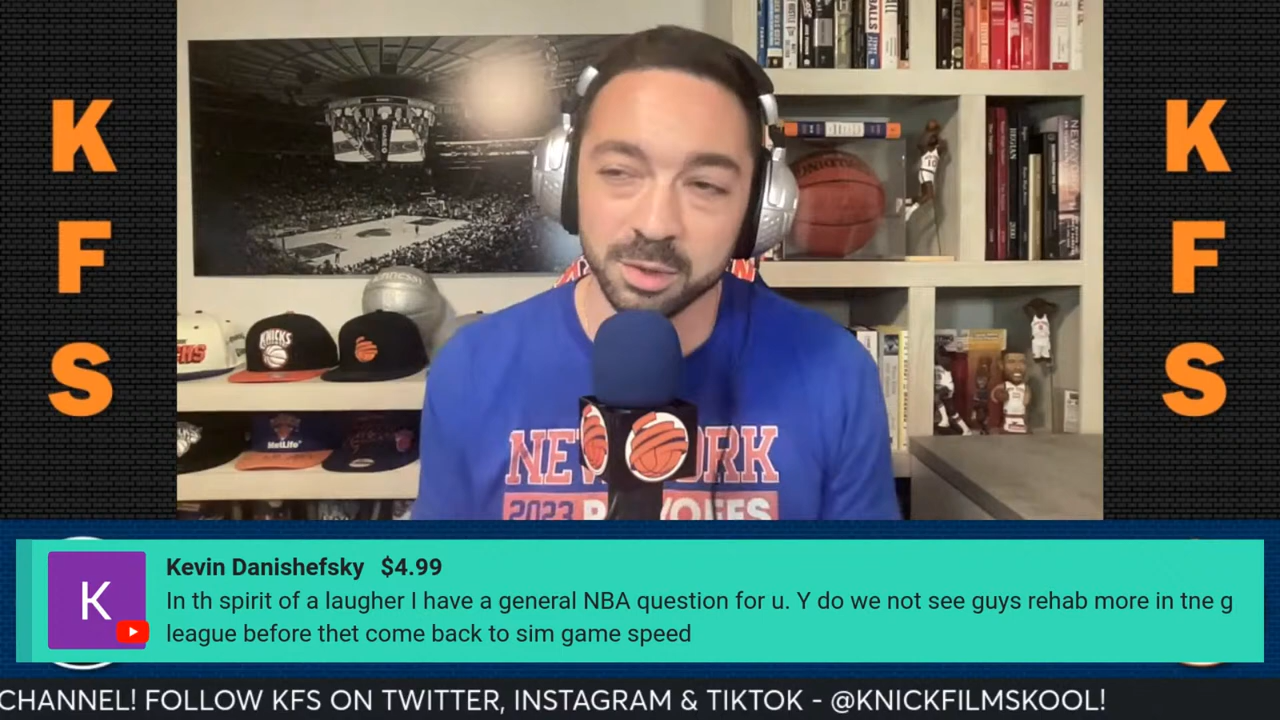 K
F
S
K
F
S
KNICKS
MetLife
NEW YORK
2023 PLAYOFFS
Kevin Danishefsky $4.99
In th spirit of a laugher I have a general NBA question for u. Y do we not see guys rehab more in tne g
league before thet come back to sim game speed
CHANNEL! FOLLOW KFS ON TWITTER, INSTAGRAM & TIKTOK - @KNICKFILMSKOOL!